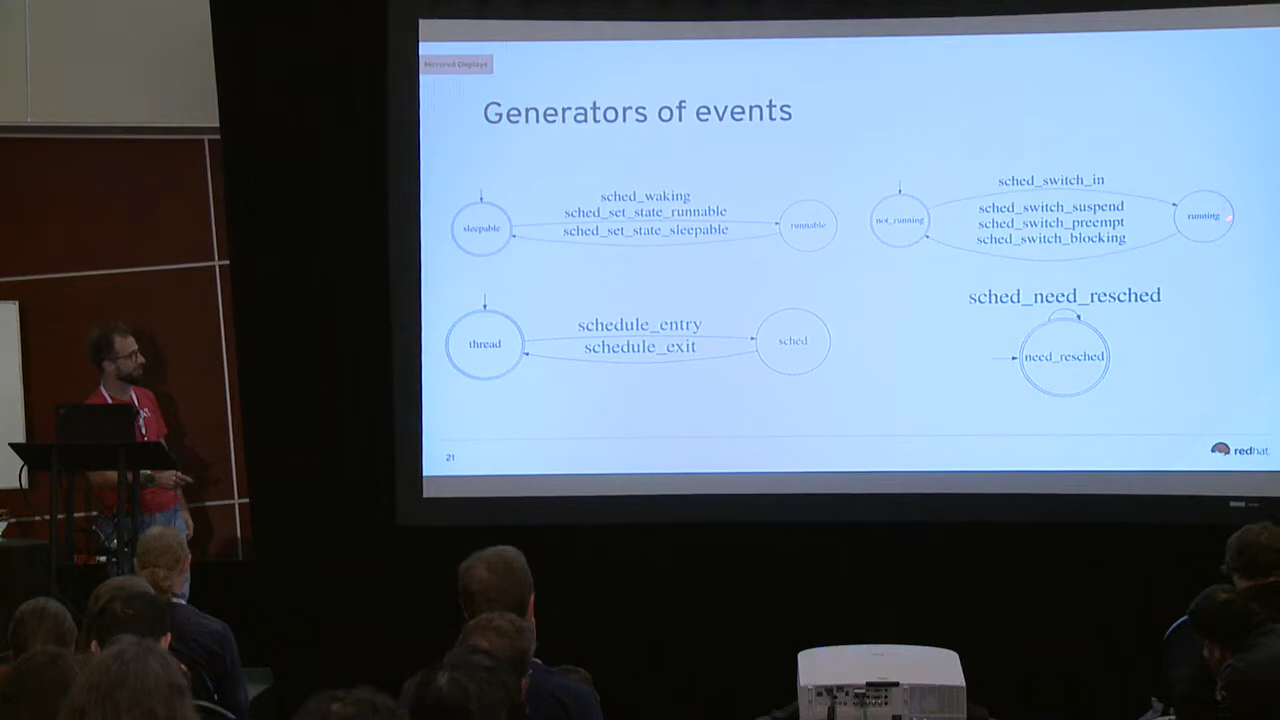 Mirrored Displays
Generators of events
sched_waking
sched_set_state_runnable
sched_set_state_sleepable
sleepable
runnable
sched_switch_in
sched_switch_suspend
sched_switch_preempt
sched_switch_blocking
not_running
running
schedule_entry
schedule_exit
thread
sched
sched_need_resched
need_resched
21
redhat.